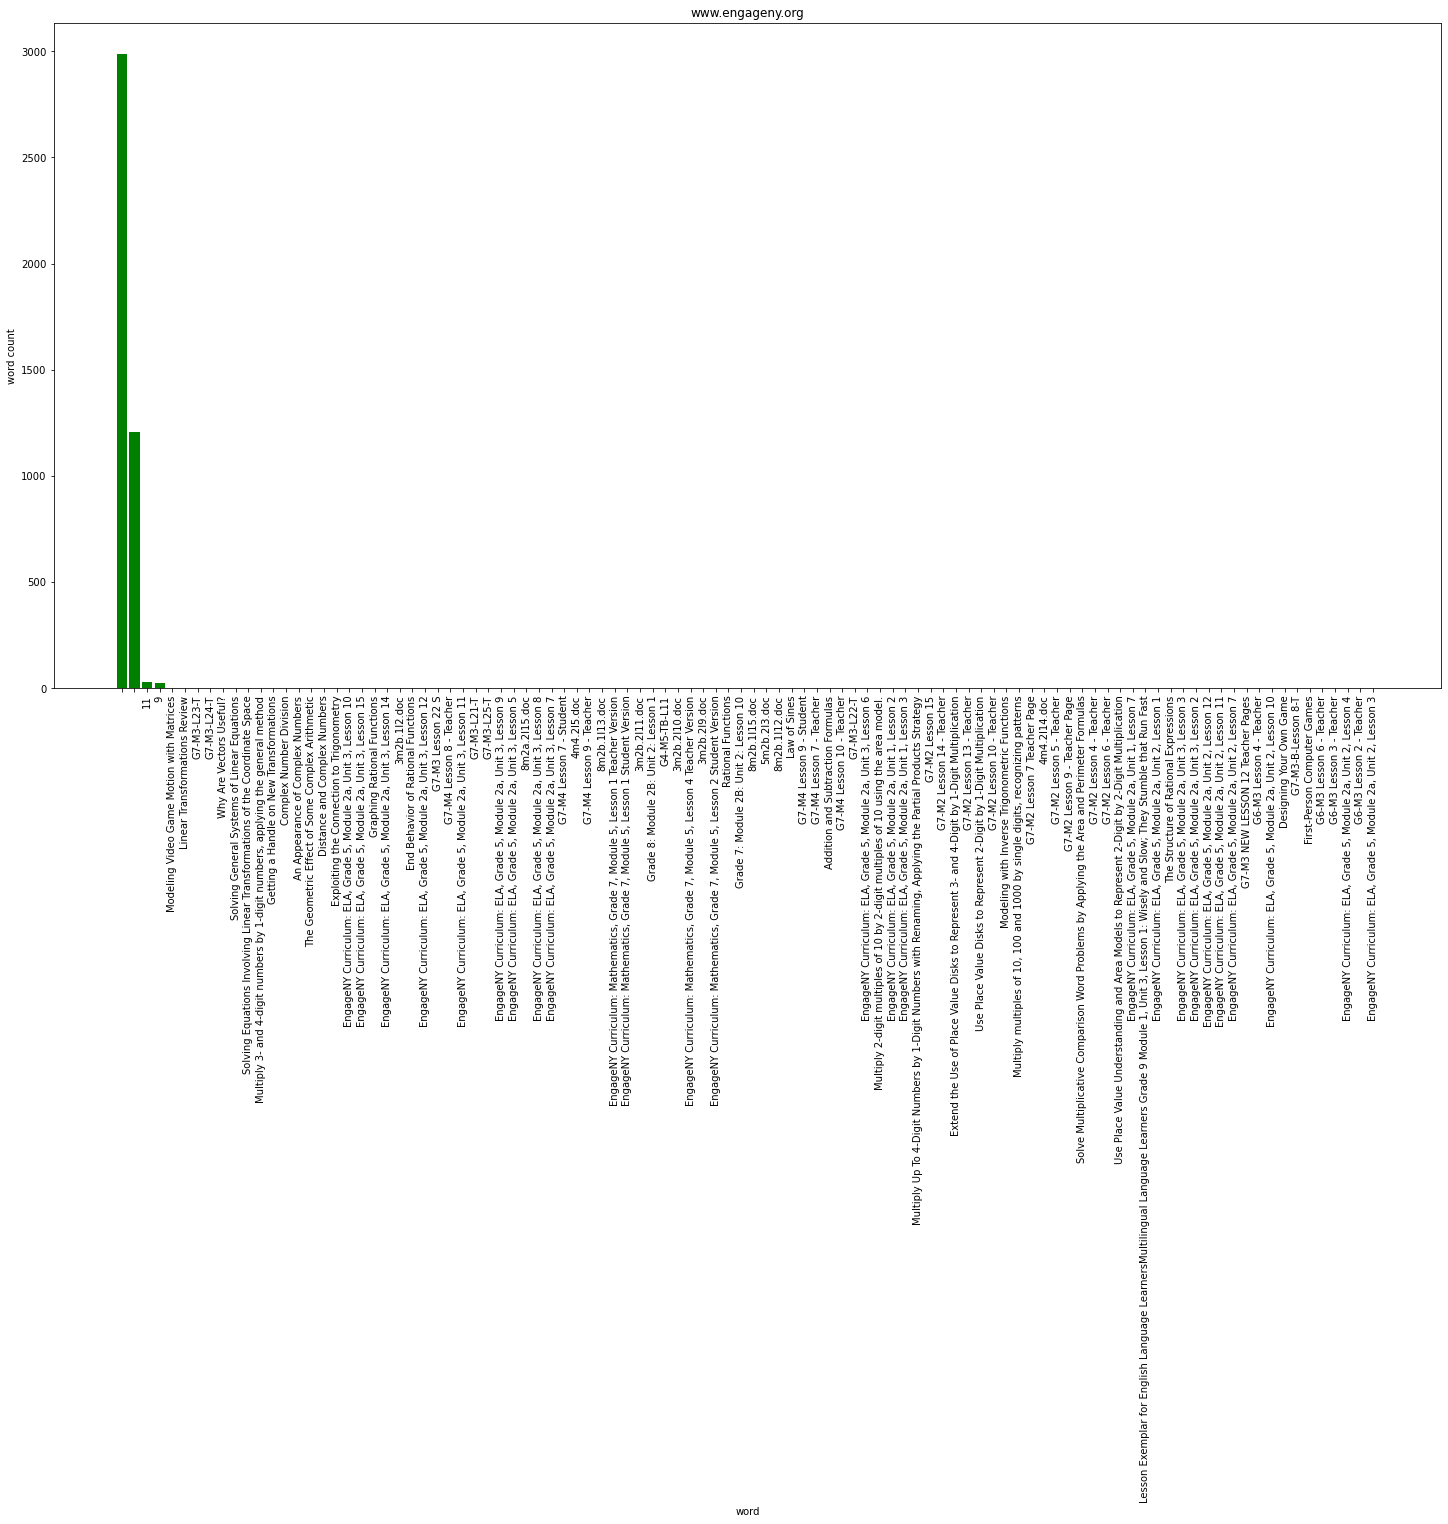 www.engageny.org
3000
2500
2000
1500
1000
500
0
word count
11
9
Modeling Video Game Motion with Matrices
Linear Transformations Review
G7-M3-L23-T
G7-M3-L24-T
Why Are Vectors Useful?
Solving General Systems of Linear Equations
Solving Equations Involving Linear Transformations of the Coordinate Space
Multiply 3- and 4-digit numbers by 1-digit numbers, applying the general method
Getting a Handle on New Transformations
Complex Number Division
An Appearance of Complex Numbers
The Geometric Effect of Some Complex Arithmetic
Distance and Complex Numbers
Exploiting the Connection to Trigonometry
EngageNY Curriculum: ELA, Grade 5, Module 2a, Unit 3, Lesson 10
EngageNY Curriculum: ELA, Grade 5, Module 2a, Unit 3, Lesson 15
Graphing Rational Functions
EngageNY Curriculum: ELA, Grade 5, Module 2a, Unit 3, Lesson 14
3m2b.1l2.doc
End Behavior of Rational Functions
EngageNY Curriculum: ELA, Grade 5, Module 2a, Unit 3, Lesson 12
G7-M3 Lesson 22 S
G7-M4 Lesson 8 - Teacher
EngageNY Curriculum: ELA, Grade 5, Module 2a, Unit 3, Lesson 11
G7-M3-L21-T
G7-M3-L25-T
EngageNY Curriculum: ELA, Grade 5, Module 2a, Unit 3, Lesson 9
EngageNY Curriculum: ELA, Grade 5, Module 2a, Unit 3, Lesson 5
8m2a.2l15.doc
EngageNY Curriculum: ELA, Grade 5, Module 2a, Unit 3, Lesson 8
EngageNY Curriculum: ELA, Grade 5, Module 2a, Unit 3, Lesson 7
G7-M4 Lesson 7 - Student
4m4.2l5.doc
G7-M4 Lesson 9 - Teacher
8m2b.1l13.doc
EngageNY Curriculum: Mathematics, Grade 7, Module 5, Lesson 1 Teacher Version
EngageNY Curriculum: Mathematics, Grade 7, Module 5, Lesson 1 Student Version
3m2b.2l11.doc
Grade 8: Module 2B: Unit 2: Lesson 1
G4-M5-TB-L11
3m2b.2l10.doc
EngageNY Curriculum: Mathematics, Grade 7, Module 5, Lesson 4 Teacher Version
3m2b.2l9.doc
EngageNY Curriculum: Mathematics, Grade 7, Module 5, Lesson 2 Student Version
Rational Functions
Grade 7: Module 2B: Unit 2: Lesson 10
8m2b.1l15.doc
5m2b.2l3.doc
8m2b.1l12.doc
Law of Sines
G7-M4 Lesson 9 - Student
G7-M4 Lesson 7 - Teacher
Addition and Subtraction Formulas
G7-M4 Lesson 10 - Teacher
G7-M3-L22-T
EngageNY Curriculum: ELA, Grade 5, Module 2a, Unit 3, Lesson 6
Multiply 2-digit multiples of 10 by 2-digit multiples of 10 using the area model.
EngageNY Curriculum: ELA, Grade 5, Module 2a, Unit 1, Lesson 2
EngageNY Curriculum: ELA, Grade 5, Module 2a, Unit 1, Lesson 3
Multiply Up To 4-Digit Numbers by 1-Digit Numbers with Renaming, Applying the Partial Products Strategy
G7-M2 Lesson 15
G7-M2 Lesson 14 - Teacher
Extend the Use of Place Value Disks to Represent 3- and 4-Digit by 1-Digit Multiplication
G7-M2 Lesson 13 - Teacher
Use Place Value Disks to Represent 2-Digit by 1-Digit Multiplication
G7-M2 Lesson 10 - Teacher
Modeling with Inverse Trigonometric Functions
Multiply multiples of 10, 100 and 1000 by single digits, recognizing patterns
G7-M2 Lesson 7 Teacher Page
4m4.2l14.doc
G7-M2 Lesson 5 - Teacher
G7-M2 Lesson 9 - Teacher Page
Solve Multiplicative Comparison Word Problems by Applying the Area and Perimeter Formulas
G7-M2 Lesson 4 - Teacher
G7-M2 Lesson 1 - Teacher
Use Place Value Understanding and Area Models to Represent 2-Digit by 2-Digit Multiplication
EngageNY Curriculum: ELA, Grade 5, Module 2a, Unit 1, Lesson 7
Lesson Exemplar for English Language LearnersMultilingual Language Learners Grade 9 Module 1, Unit 3, Lesson 1: Wisely and Slow; They Stumble that Run Fast
EngageNY Curriculum: ELA, Grade 5, Module 2a, Unit 2, Lesson 1
The Structure of Rational Expressions
EngageNY Curriculum: ELA, Grade 5, Module 2a, Unit 3, Lesson 3
EngageNY Curriculum: ELA, Grade 5, Module 2a, Unit 3, Lesson 2
EngageNY Curriculum: ELA, Grade 5, Module 2a, Unit 2, Lesson 12
EngageNY Curriculum: ELA, Grade 5, Module 2a, Unit 2, Lesson 11
EngageNY Curriculum: ELA, Grade 5, Module 2a, Unit 2, Lesson 7
G7-M3 NEW LESSON 12 Teacher Pages
G6-M3 Lesson 4 - Teacher
EngageNY Curriculum: ELA, Grade 5, Module 2a, Unit 2, Lesson 10
Designing Your Own Game
G7-M3-B-Lesson 8-T
First-Person Computer Games
G6-M3 Lesson 6 - Teacher
G6-M3 Lesson 3 - Teacher
EngageNY Curriculum: ELA, Grade 5, Module 2a, Unit 2, Lesson 4
G6-M3 Lesson 2 - Teacher
EngageNY Curriculum: ELA, Grade 5, Module 2a, Unit 2, Lesson 3
word